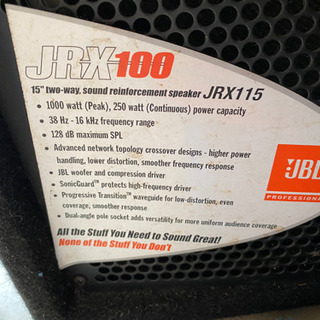 JRX100
15" two-way, sound reinforcement speaker JRX115
• 1000 watt (Peak), 250 watt (Continuous) power capacity
• 38 Hz - 16 kHz frequency range
• 128 dB maximum SPL
• Advanced network topology crossover designs - higher power
handling, lower distortion, smoother frequency response
• JBL woofer and compression driver
• SonicGuard™ protects high-frequency driver
• Progressive Transition™ waveguide for low-distortion, even
coverage, smoother response
• Dual-angle pole socket adds versatility for more uniform audience coverage
All the Stuff You Need to Sound Great!
None of the Stuff You Don't
JBL
PROFESSIONAL